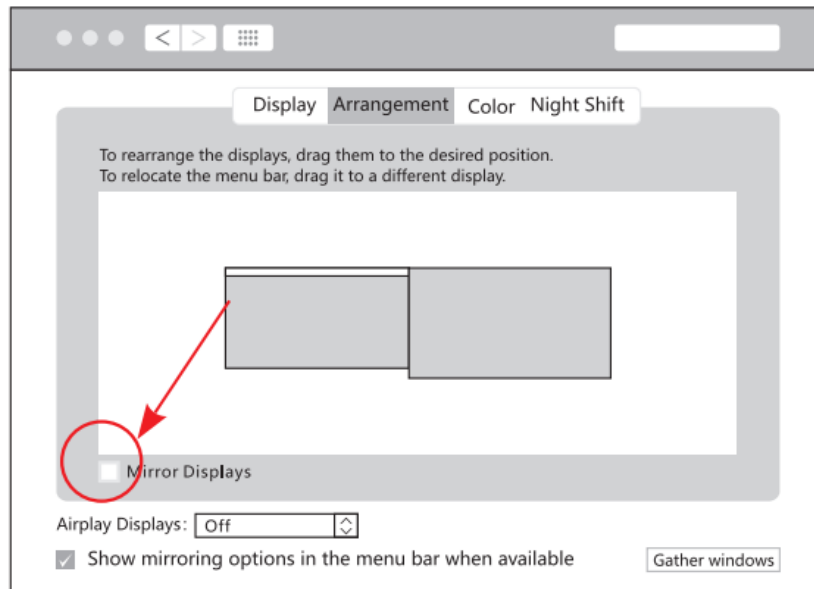 Display Arrangement Color Night Shift
To rearrange the displays, drag them to the desired position.
To relocate the menu bar, drag it to a different display.
Mirror Displays
Airplay Displays: Off
Show mirroring options in the menu bar when available
Gather windows